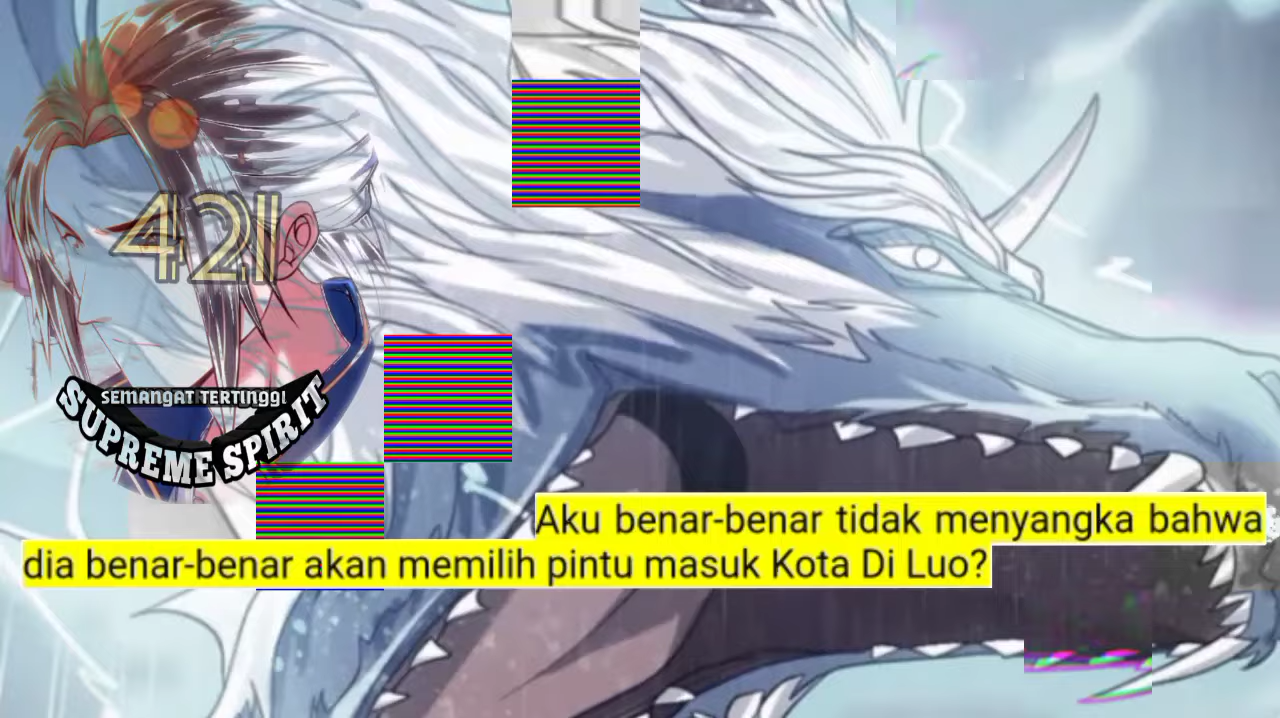 421
SEMANGAT TERTINGGI
SUPREME SPIRIT
Aku benar-benar tidak menyangka bahwa
dia benar-benar akan memilih pintu masuk Kota Di Luo?